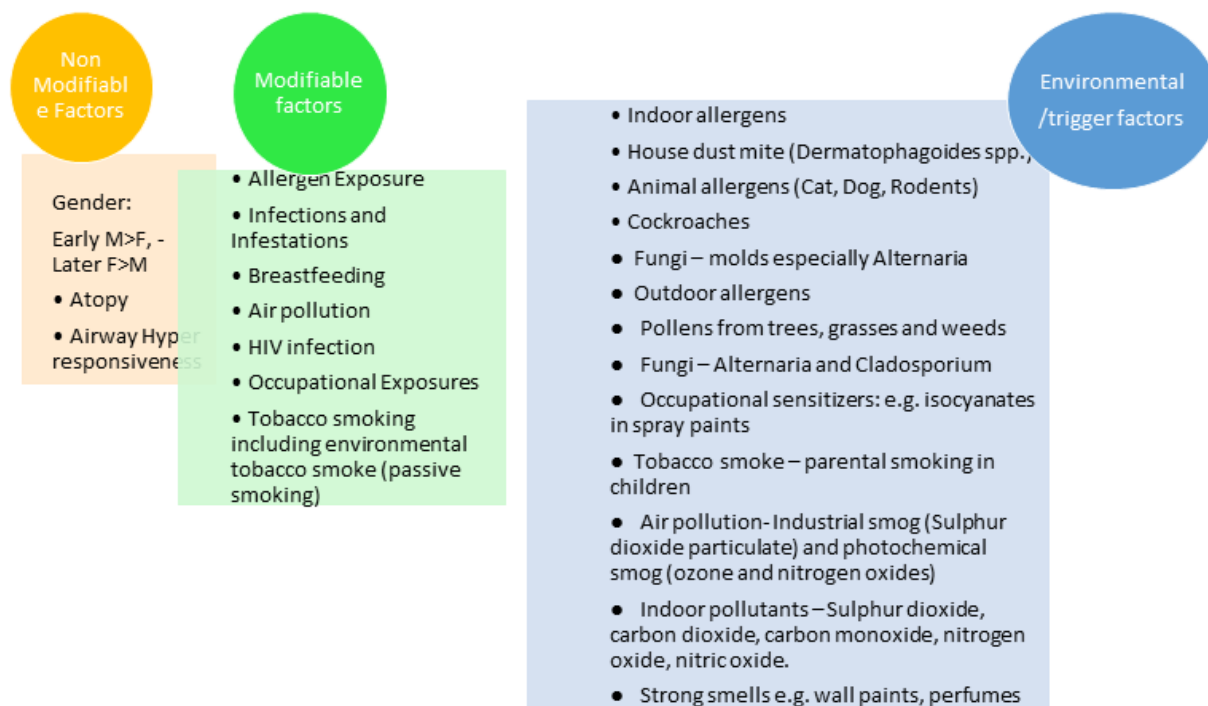 Non
Modifiabl
e Factors
Gender:
Early M>F, -
Later F>M
• Atopy
• Airway Hyper
responsiveness
Modifiable
factors
• Allergen Exposure
• Infections and
Infestations
• Breastfeeding
• Air pollution
• HIV infection
• Occupational Exposures
• Tobacco smoking
including environmental
tobacco smoke (passive
smoking)
Environmental
/trigger factors
• Indoor allergens
• House dust mite (Dermatophagoides spp.)
• Animal allergens (Cat, Dog, Rodents)
• Cockroaches
● Fungi – molds especially Alternaria
● Outdoor allergens
● Pollens from trees, grasses and weeds
● Fungi – Alternaria and Cladosporium
● Occupational sensitizers: e.g. isocyanates
in spray paints
● Tobacco smoke – parental smoking in
children
● Air pollution- Industrial smog (Sulphur
dioxide particulate) and photochemical
smog (ozone and nitrogen oxides)
● Indoor pollutants – Sulphur dioxide,
carbon dioxide, carbon monoxide, nitrogen
oxide, nitric oxide.
● Strong smells e.g. wall paints, perfumes